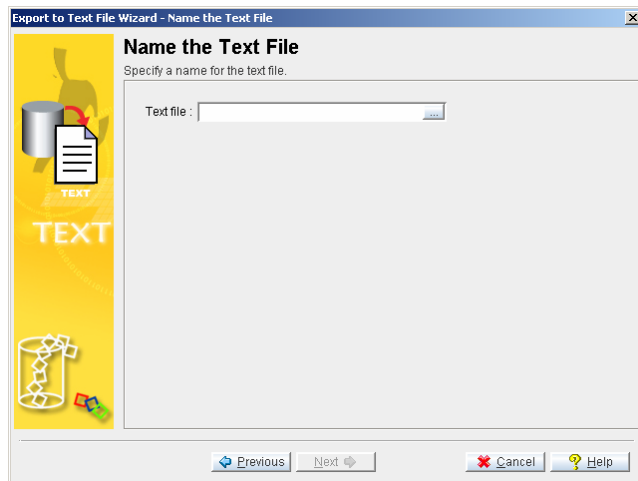 Export to Text File Wizard - Name the Text File
Name the Text File
Specify a name for the text file.
Text file :
...
TEXT
TEXT
Previous
Next
Cancel
Help